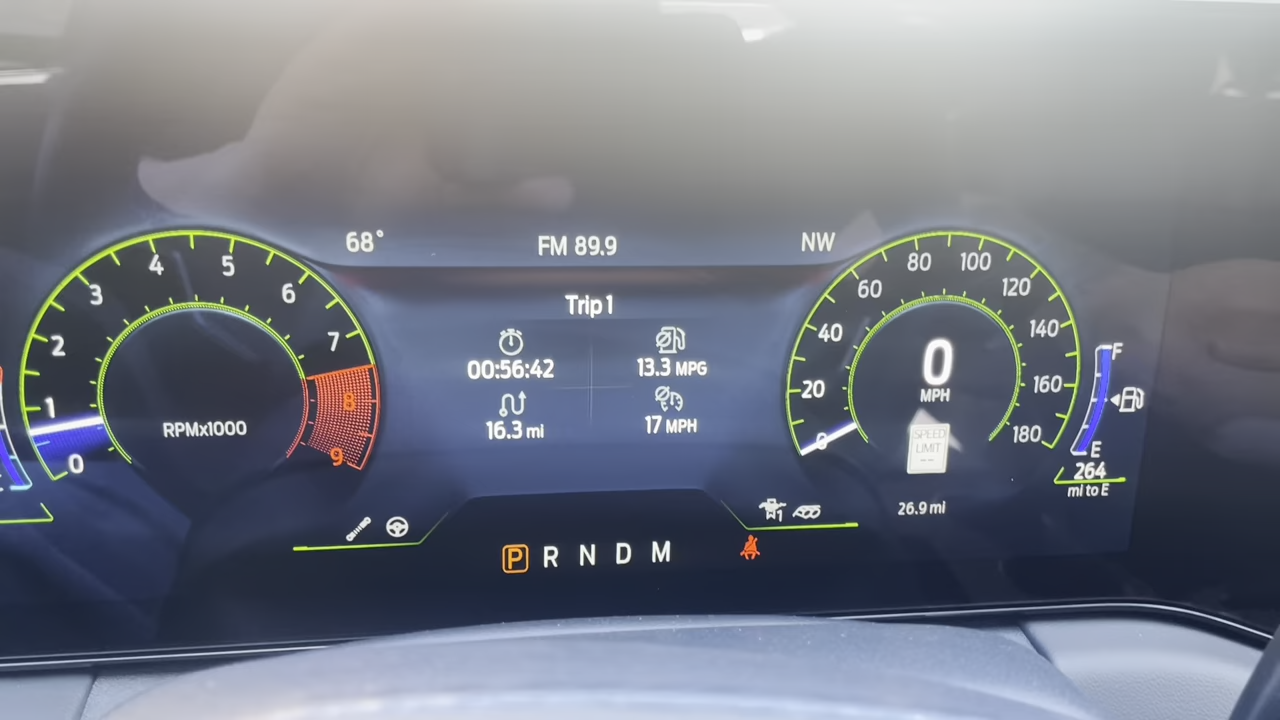 68°
FM 89.9
NW
Trip 1
00:56:42
13.3 MPG
16.3 mi
17 MPH
0
1
2
3
4
5
6
7
8
9
RPMx1000
0
20
40
60
80
100
120
140
160
180
0
MPH
SPEED
LIMIT
--
26.9 mi
F
E
264
mi to E
1
P R N D M